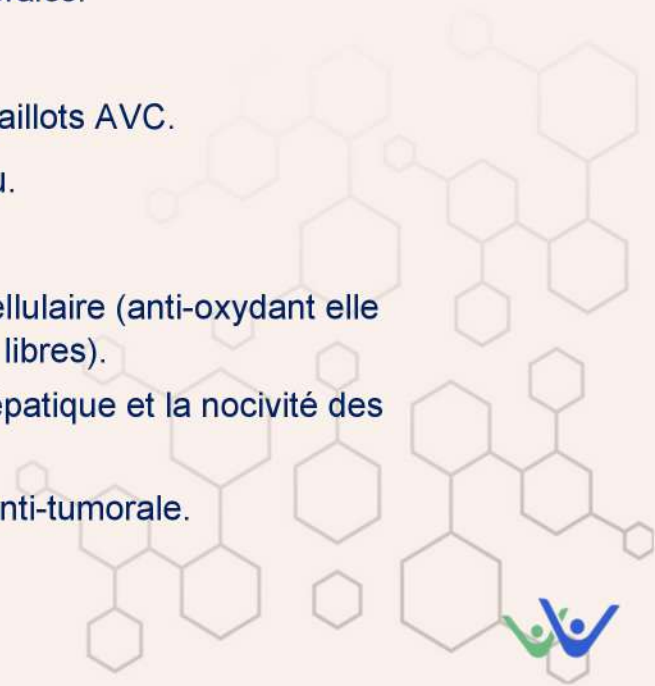 aillots AVC.
ellulaire (anti-oxydant elle
libres).
épatique et la nocivité des
nti-tumorale.